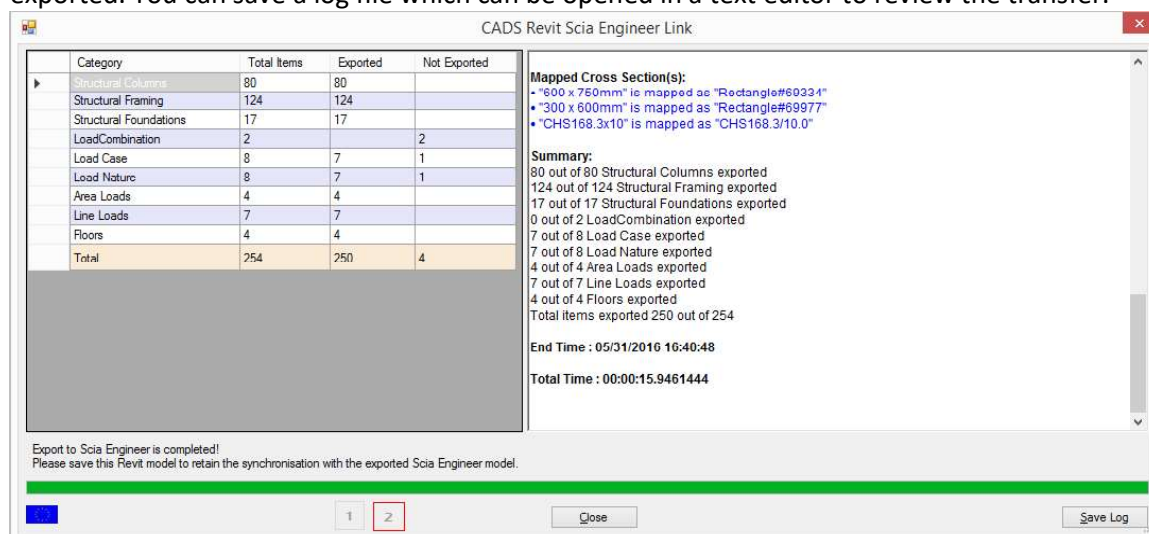 exported. You can save a log file which can be opened in a text editor to review the transfer.
CADS Revit Scia Engineer Link
Category Total Items Exported Not Exported
Structural Columns 80 80
Structural Framing 124 124
Structural Foundations 17 17
LoadCombination 2 2
Load Case 8 7 1
Load Nature 8 7 1
Area Loads 4 4
Line Loads 7 7
Floors 4 4
Total 254 250 4
Mapped Cross Section(s):
• "600 x 750mm" is mapped as "Rectangle#69334"
• "300 x 600mm" is mapped as "Rectangle#69977"
• "CHS168.3x10" is mapped as "CHS168.3/10.0"
Summary:
80 out of 80 Structural Columns exported
124 out of 124 Structural Framing exported
17 out of 17 Structural Foundations exported
0 out of 2 LoadCombination exported
7 out of 8 Load Case exported
7 out of 8 Load Nature exported
4 out of 4 Area Loads exported
7 out of 7 Line Loads exported
4 out of 4 Floors exported
Total items exported 250 out of 254
End Time : 05/31/2016 16:40:48
Total Time : 00:00:15.9461444
Export to Scia Engineer is completed!
Please save this Revit model to retain the synchronisation with the exported Scia Engineer model.
1 2
Close
Save Log